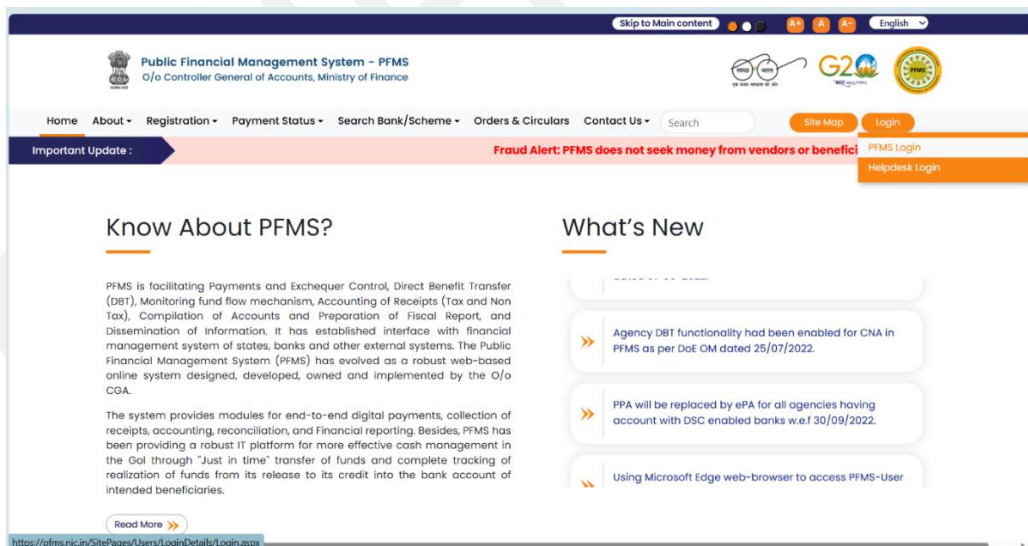 Skip to Main content A+ A A- English
Public Financial Management System - PFMS
O/o Controller General of Accounts, Ministry of Finance
G20
PFMS
Home About Registration Payment Status Search Bank/Scheme Orders & Circulars Contact Us Search Site Map Login
Important Update : Fraud Alert: PFMS does not seek money from vendors or benefici
PFMS Login
Helpdesk Login
Know About PFMS?
PFMS is facilitating Payments and Exchequer Control, Direct Benefit Transfer
(DBT), Monitoring fund flow mechanism, Accounting of Receipts (Tax and Non
Tax), Compilation of Accounts and Preparation of Fiscal Report, and
Dissemination of Information. It has established interface with financial
management system of states, banks and other external systems. The Public
Financial Management System (PFMS) has evolved as a robust web-based
online system designed, developed, owned and implemented by the O/o
CGA.
The system provides modules for end-to-end digital payments, collection of
receipts, accounting, reconciliation, and Financial reporting. Besides, PFMS has
been providing a robust IT platform for more effective cash management in
the GoI through "Just in time" transfer of funds and complete tracking of
realization of funds from its release to its credit into the bank account of
intended beneficiaries.
Read More
What's New
Agency DBT functionality had been enabled for CNA in
PFMS as per DoE OM dated 25/07/2022.
PPA will be replaced by ePA for all agencies having
account with DSC enabled banks w.e.f 30/09/2022.
Using Microsoft Edge web-browser to access PFMS-User
https://pfms.nic.in/SitePages/Users/LoginDetails/Login.aspx